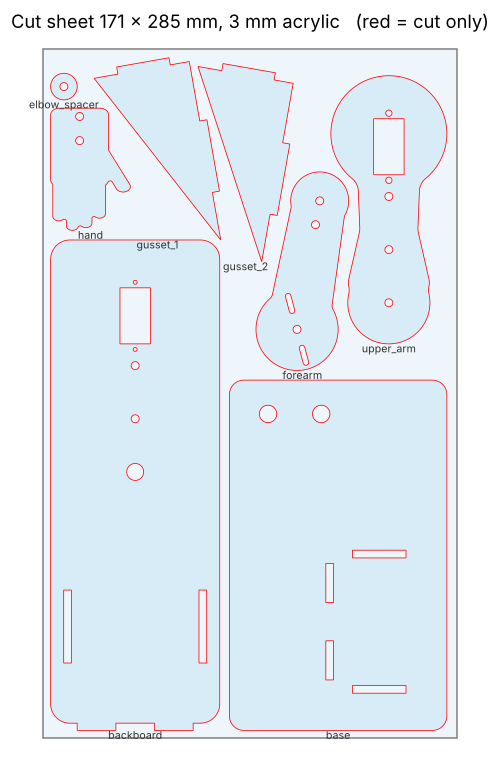 Cut sheet 171 × 285 mm, 3 mm acrylic (red = cut only)
elbow_spacer
hand
gusset_1
gusset_2
upper_arm
forearm
backboard
base